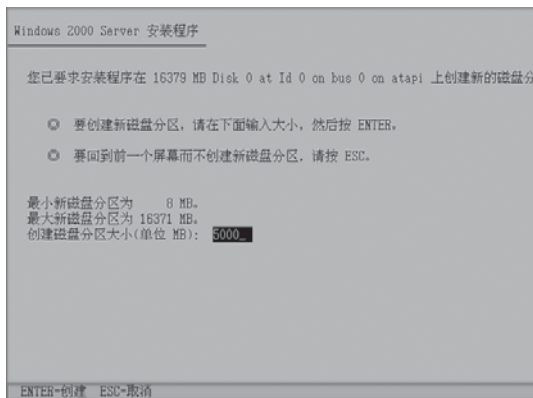 Windows 2000 Server 安装程序
您已要求安装程序在 16379 MB Disk 0 at Id 0 on bus 0 on atapi 上创建新的磁盘分
要创建新磁盘分区，请在下面输入大小，然后按 ENTER。
要回到前一个屏幕而不创建新磁盘分区，请按 ESC。
最小新磁盘分区为 8 MB。
最大新磁盘分区为 16371 MB。
创建磁盘分区大小(单位 MB): 5000_
ENTER=创建 ESC=取消